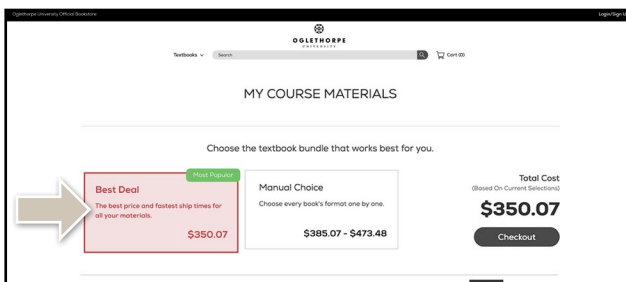 Oglethorpe University Official Bookstore
Login/Sign U
OGLETHORPE
UNIVERSITY
Textbooks
Search
Cart (0)
MY COURSE MATERIALS
Choose the textbook bundle that works best for you.
Most Popular
Best Deal
The best price and fastest ship times for
all your materials.
$350.07
Manual Choice
Choose every book's format one by one.
$385.07 - $473.48
Total Cost
(Based On Current Selections)
$350.07
Checkout